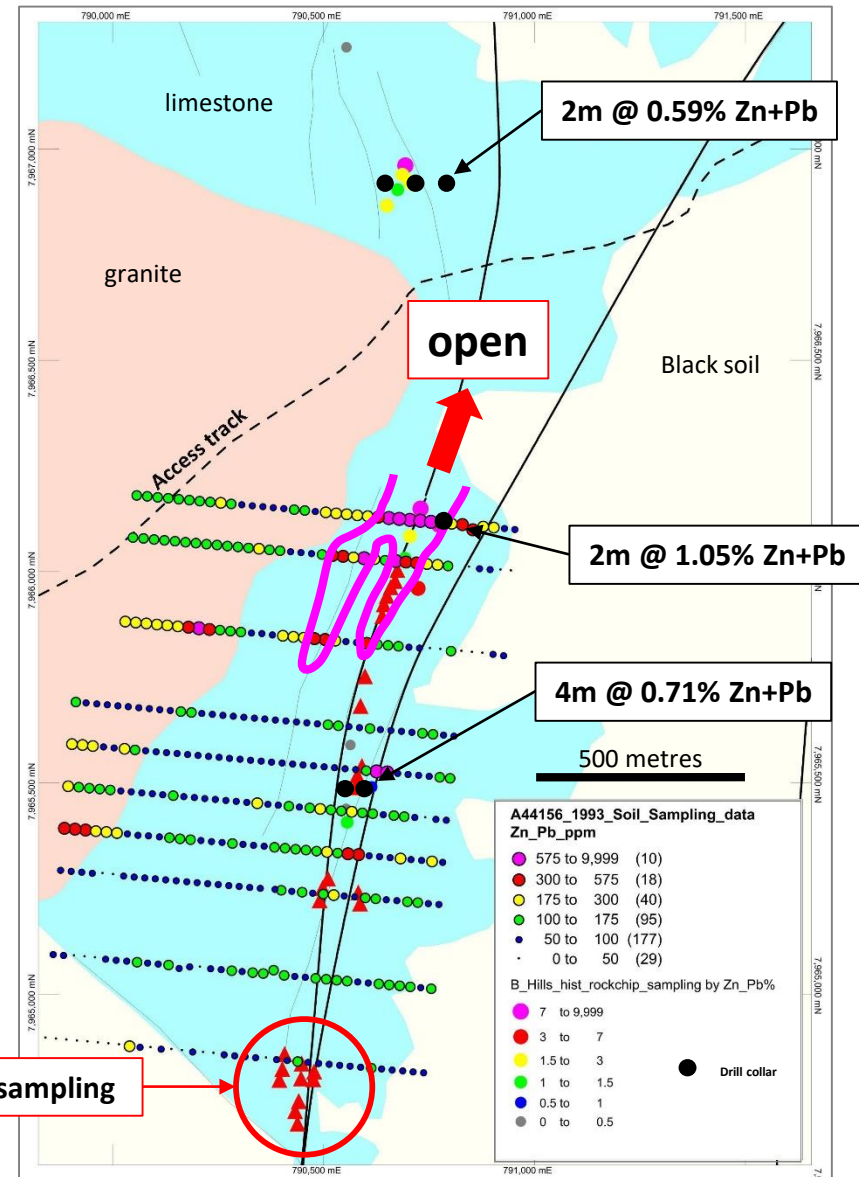 790,000 mE
790,500 mE
791,000 mE
791,500 mE
limestone
2m @ 0.59% Zn+Pb
7,967,000 mN
granite
open
7,966,500 mN
7,966,500 mN
Black soil
Access track
2m @ 1.05% Zn+Pb
7,966,000 mN
4m @ 0.71% Zn+Pb
500 metres
7,965,500 mN
7,965,500 mN
A44156_1993_Soil_Sampling_data
Zn_Pb_ppm
575 to 9,999 (10)
300 to 575 (18)
175 to 300 (40)
100 to 175 (95)
50 to 100 (177)
0 to 50 (29)
B_Hills_hist_rockchip_sampling by Zn_Pb%
7 to 9,999
3 to 7
1.5 to 3
1 to 1.5
0.5 to 1
0 to 0.5
Drill collar
7,965,000 mN
7,965,000 mN
sampling
790,500 mE
791,000 mE